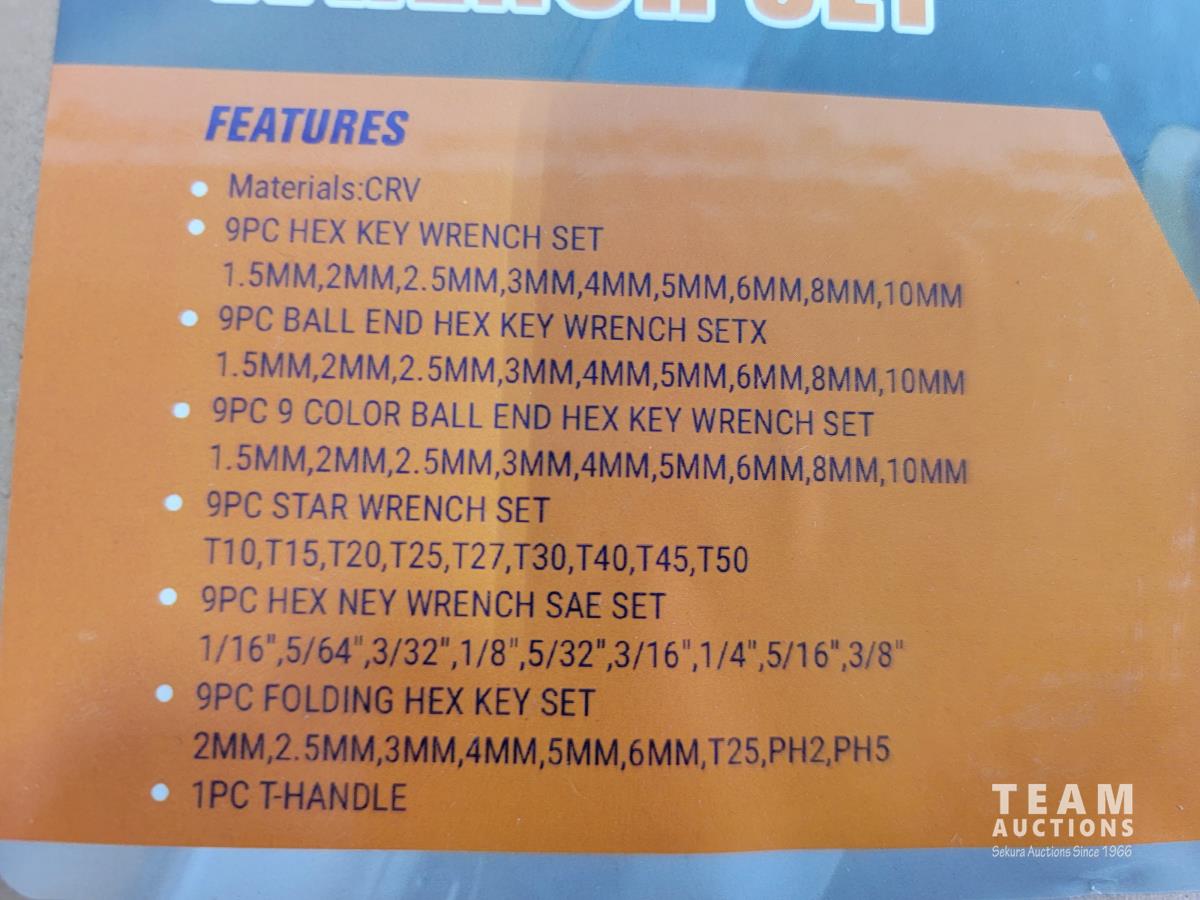 WRENCH SET
FEATURES
Materials:CRV
9PC HEX KEY WRENCH SET
1.5MM,2MM,2.5MM,3MM,4MM,5MM,6MM,8MM,10MM
9PC BALL END HEX KEY WRENCH SETX
1.5MM,2MM,2.5MM,3MM,4MM,5MM,6MM,8MM,10MM
9PC 9 COLOR BALL END HEX KEY WRENCH SET
1.5MM,2MM,2.5MM,3MM,4MM,5MM,6MM,8MM,10MM
9PC STAR WRENCH SET
T10,T15,T20,T25,T27,T30,T40,T45,T50
9PC HEX NEY WRENCH SAE SET
1/16",5/64",3/32",1/8",5/32",3/16",1/4",5/16",3/8"
9PC FOLDING HEX KEY SET
2MM,2.5MM,3MM,4MM,5MM,6MM,T25,PH2,PH5
1PC T-HANDLE
TEAM
AUCTIONS
Sekura Auctions Since 1966